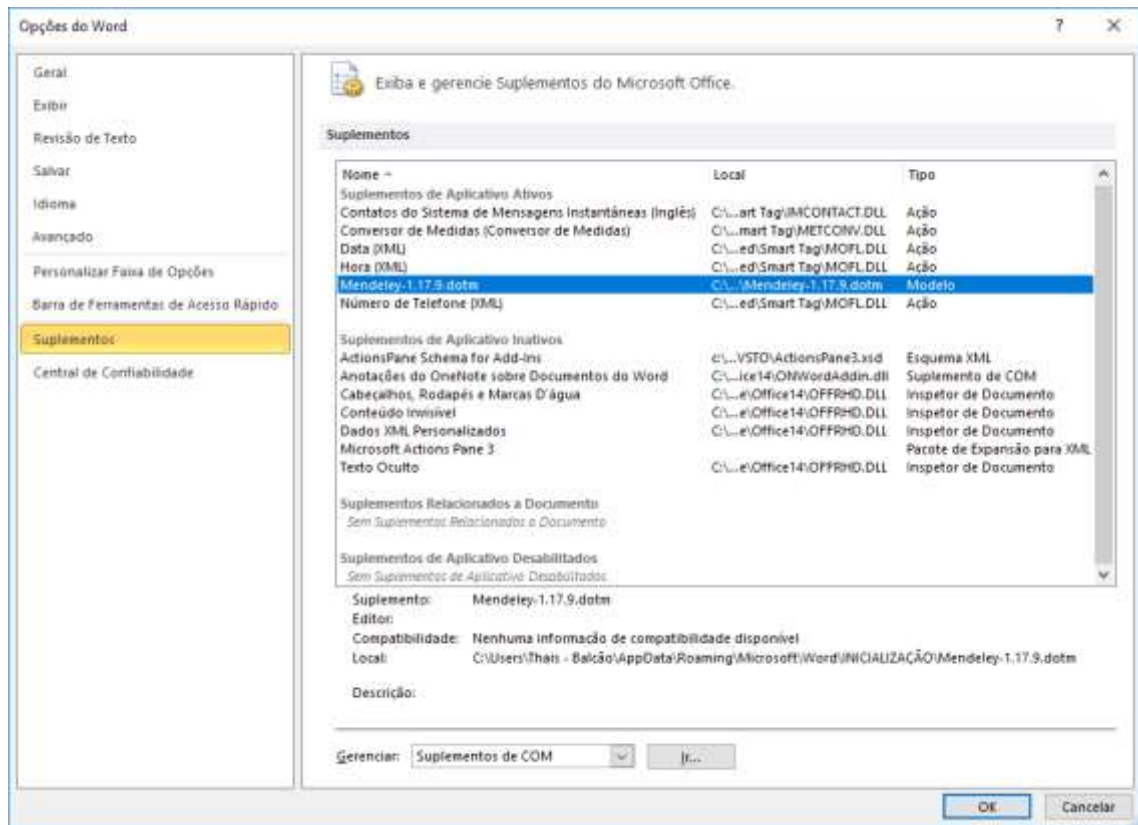 Opções do Word
?
Geral
Exibir
Revisão de Texto
Salvar
Idioma
Avançado
Personalizar Faixa de Opções
Barra de Ferramentas de Acesso Rápido
Suplementos
Central de Confiabilidade
Exiba e gerencie Suplementos do Microsoft Office.
Suplementos
Nome Local Tipo
Suplementos de Aplicativo Ativos
Contatos do Sistema de Mensagens Instantâneas (Inglês) C:\...art Tag\IMCONTACT.DLL Ação
Conversor de Medidas (Conversor de Medidas) C:\...mart Tag\METCONV.DLL Ação
Data (XML) C:\...ed\Smart Tag\MOFL.DLL Ação
Hora (XML) C:\...ed\Smart Tag\MOFL.DLL Ação
Mendeley-1.17.9.dotm C:\...\Mendeley-1.17.9.dotm Modelo
Número de Telefone (XML) C:\...ed\Smart Tag\MOFL.DLL Ação
Suplementos de Aplicativo Inativos
ActionsPane Schema for Add-Ins c:\...VSTO\ActionsPane3.xsd Esquema XML
Anotações do OneNote sobre Documentos do Word C:\...ice14\ONWordAddin.dll Suplemento de COM
Cabeçalhos, Rodapés e Marcas D'água C:\...e\Office14\OFFRHD.DLL Inspetor de Documento
Conteúdo Invisível C:\...e\Office14\OFFRHD.DLL Inspetor de Documento
Dados XML Personalizados C:\...e\Office14\OFFRHD.DLL Inspetor de Documento
Microsoft Actions Pane 3 Pacote de Expansão para XML
Texto Oculto C:\...e\Office14\OFFRHD.DLL Inspetor de Documento
Suplementos Relacionados a Documento
Sem Suplementos Relacionados a Documento
Suplementos de Aplicativo Desabilitados
Sem Suplementos de Aplicativo Desabilitados
Suplemento: Mendeley-1.17.9.dotm
Editor:
Compatibilidade: Nenhuma informação de compatibilidade disponível
Local: C:\Users\Thais - Balcão\AppData\Roaming\Microsoft\Word\INICIALIZAÇÃO\Mendeley-1.17.9.dotm
Descrição:
Gerenciar: Suplementos de COM Ir...
OK Cancelar